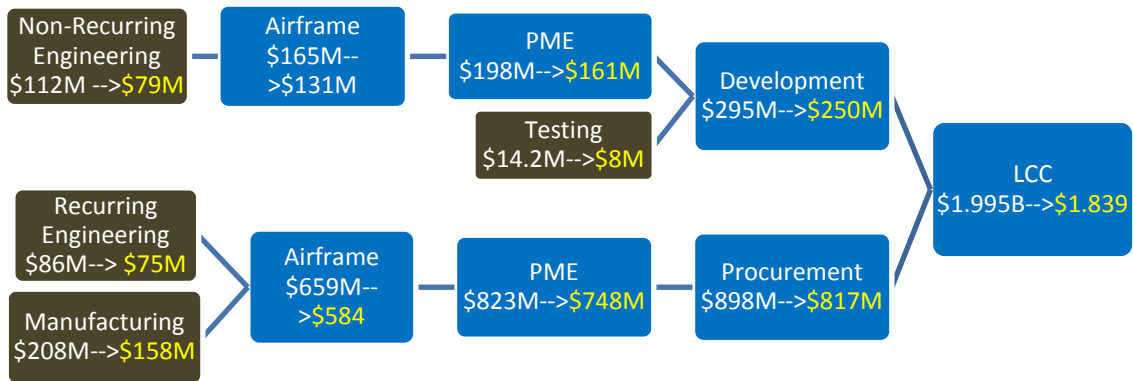 Non-Recurring
Engineering
$112M -->$79M
Airframe
$165M--
>$131M
PME
$198M-->$161M
Testing
$14.2M-->$8M
Development
$295M-->$250M
LCC
$1.995B-->$1.839
Recurring
Engineering
$86M--> $75M
Manufacturing
$208M-->$158M
Airframe
$659M--
>$584
PME
$823M-->$748M
Procurement
$898M-->$817M